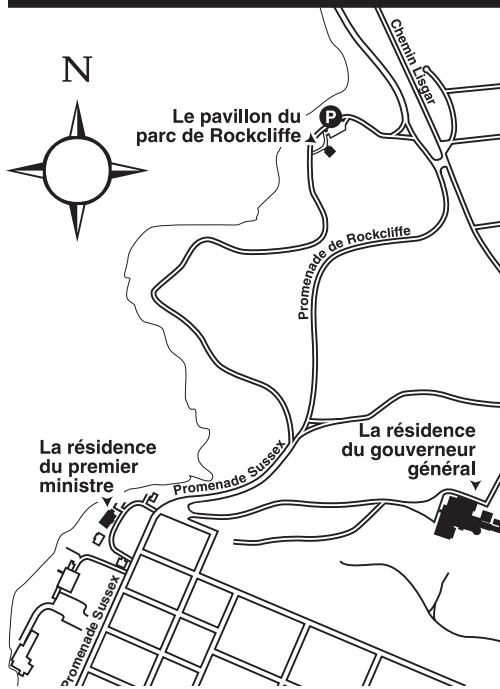 Chemin Lisgar
N
P
Le pavillon du
parc de Rockcliffe
Promenade de Rockcliffe
La résidence
du gouverneur
général
La résidence
du premier
ministre
Promenade Sussex
Promenade Sussex